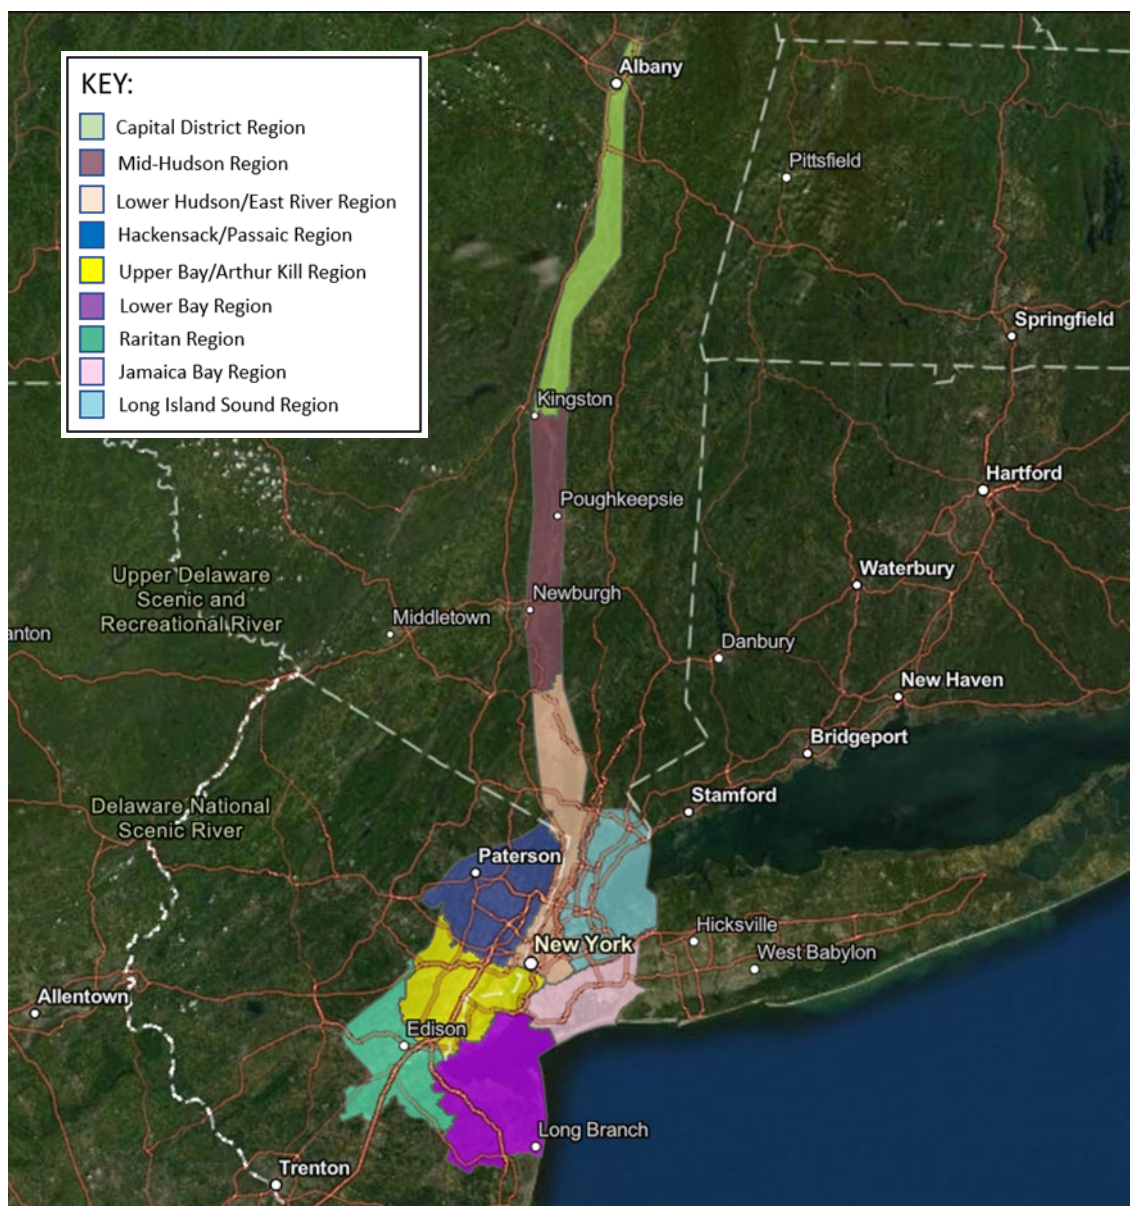 KEY:
Capital District Region
Mid-Hudson Region
Lower Hudson/East River Region
Hackensack/Passaic Region
Upper Bay/Arthur Kill Region
Lower Bay Region
Raritan Region
Jamaica Bay Region
Long Island Sound Region
Albany
Pittsfield
Springfield
Kingston
Hartford
Poughkeepsie
Waterbury
Upper Delaware
Scenic and
Recreational River
Newburgh
Middletown
anton
Danbury
New Haven
Bridgeport
Stamford
Delaware National
Scenic River
Paterson
Hicksville
New York
West Babylon
Allentown
Edison
Long Branch
Trenton